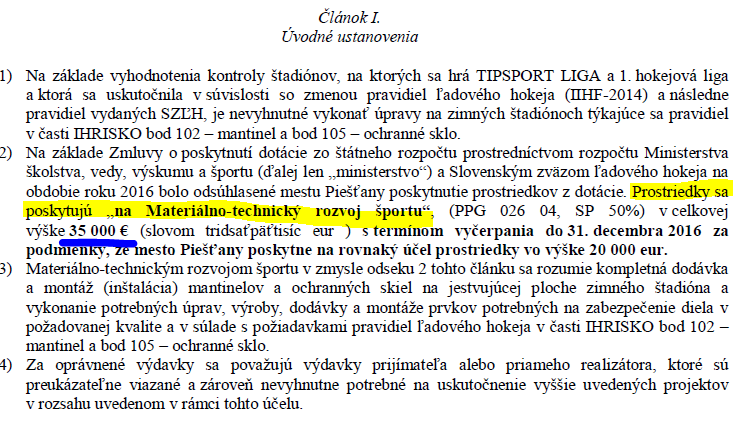 Článok I.
Úvodné ustanovenia
1) Na základe vyhodnotenia kontroly štadiónov, na ktorých sa hrá TIPSPORT LIGA a 1. hokejová liga
a ktorá sa uskutočnila v súvislosti so zmenou pravidiel ľadového hokeja (IIHF-2014) a následne
pravidiel vydaných SZĽH, je nevyhnutné vykonať úpravy na zimných štadiónoch týkajúce sa pravidiel
v časti IHRISKO bod 102 – mantinel a bod 105 – ochranné sklo.
2) Na základe Zmluvy o poskytnutí dotácie zo štátneho rozpočtu prostredníctvom rozpočtu Ministerstva
školstva, vedy, výskumu a športu (ďalej len „ministerstvo“) a Slovenským zväzom ľadového hokeja na
obdobie roku 2016 bolo odsúhlasené mestu Piešťany poskytnutie prostriedkov z dotácie. Prostriedky sa
poskytujú „na Materiálno-technický rozvoj športu“, (PPG 026 04, SP 50%) v celkovej
výške 35 000 € (slovom tridsaťpäťtisíc eur ) s termínom vyčerpania do 31. decembra 2016 za
podmienky, že mesto Piešťany poskytne na rovnaký účel prostriedky vo výške 20 000 eur.
3) Materiálno-technickým rozvojom športu v zmysle odseku 2 tohto článku sa rozumie kompletná dodávka
a montáž (inštalácia) mantinelov a ochranných skiel na jestvujúcej ploche zimného štadióna a
vykonanie potrebných úprav, výroby, dodávky a montáže prvkov potrebných na zabezpečenie diela v
požadovanej kvalite a v súlade s požiadavkami pravidiel ľadového hokeja v časti IHRISKO bod 102 –
mantinel a bod 105 – ochranné sklo.
4) Za oprávnené výdavky sa považujú výdavky prijímateľa alebo priameho realizátora, ktoré sú
preukázateľne viazané a zároveň nevyhnutne potrebné na uskutočnenie vyššie uvedených projektov
v rozsahu uvedenom v rámci tohto účelu.